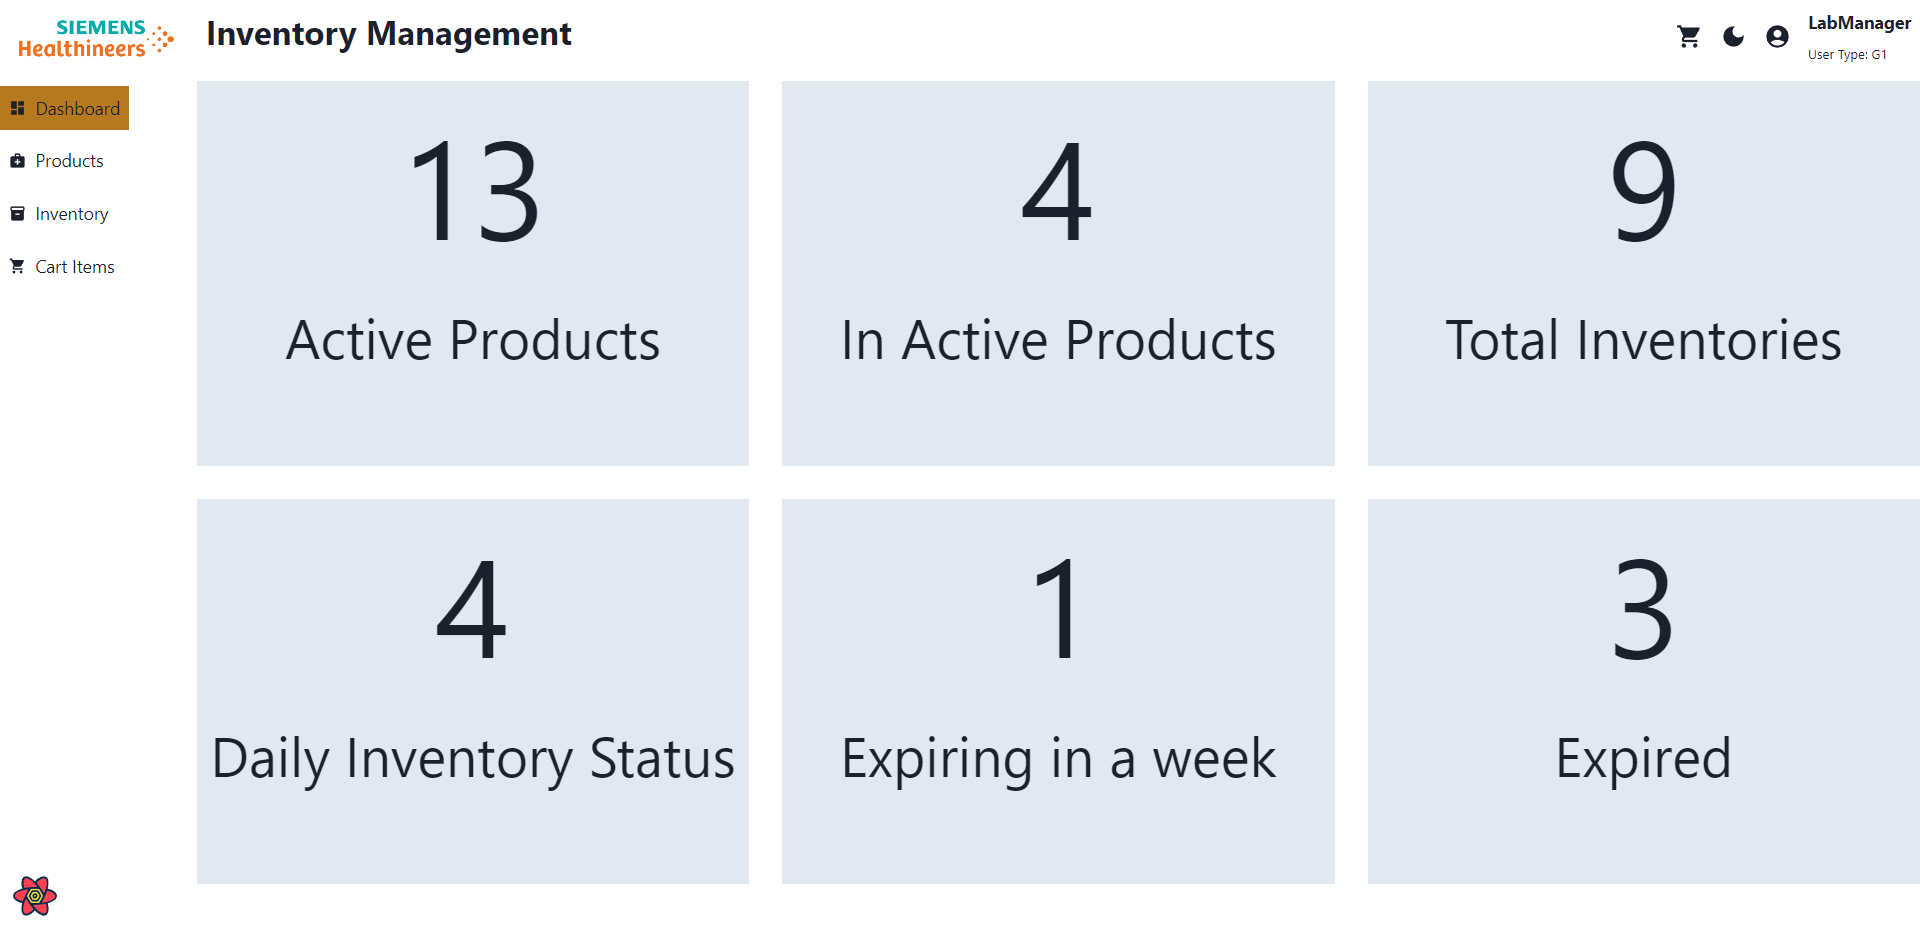 SIEMENS
Healthineers
Inventory Management
LabManager
User Type: G1
Dashboard
Products
Inventory
Cart Items
13
Active Products
4
In Active Products
9
Total Inventories
4
Daily Inventory Status
1
Expiring in a week
3
Expired